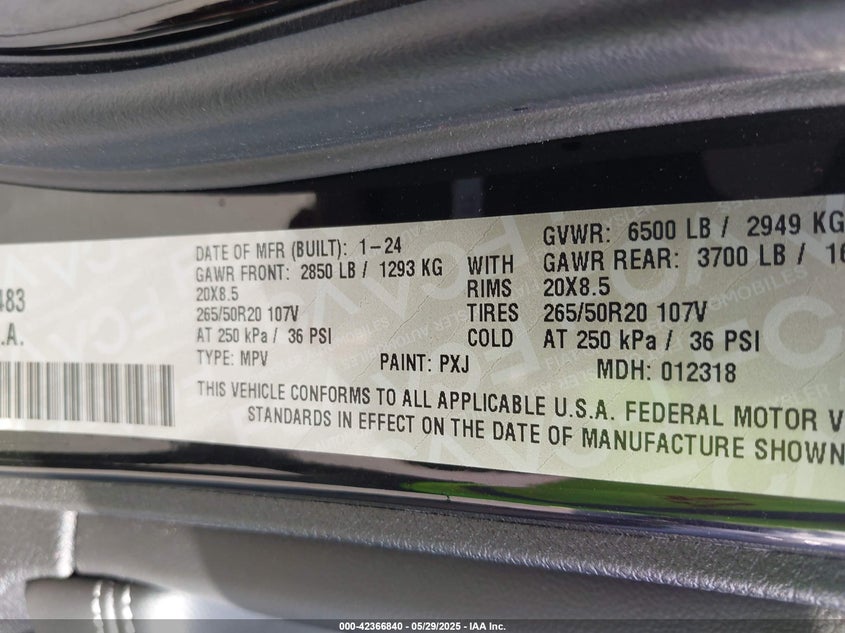 483
.A.
DATE OF MFR (BUILT): 1-24
GAWR FRONT: 2850 LB / 1293 KG
20X8.5
265/50R20 107V
AT 250 kPa / 36 PSI
TYPE: MPV
PAINT: PXJ
WITH
RIMS
TIRES
COLD
GVWR: 6500 LB / 2949 KG
GAWR REAR: 3700 LB / 16
20X8.5
265/50R20 107V
AT 250 kPa / 36 PSI
MDH: 012318
THIS VEHICLE CONFORMS TO ALL APPLICABLE U.S.A. FEDERAL MOTOR V
STANDARDS IN EFFECT ON THE DATE OF MANUFACTURE SHOWN
000-42366840 - 05/29/2025 - IAA Inc.